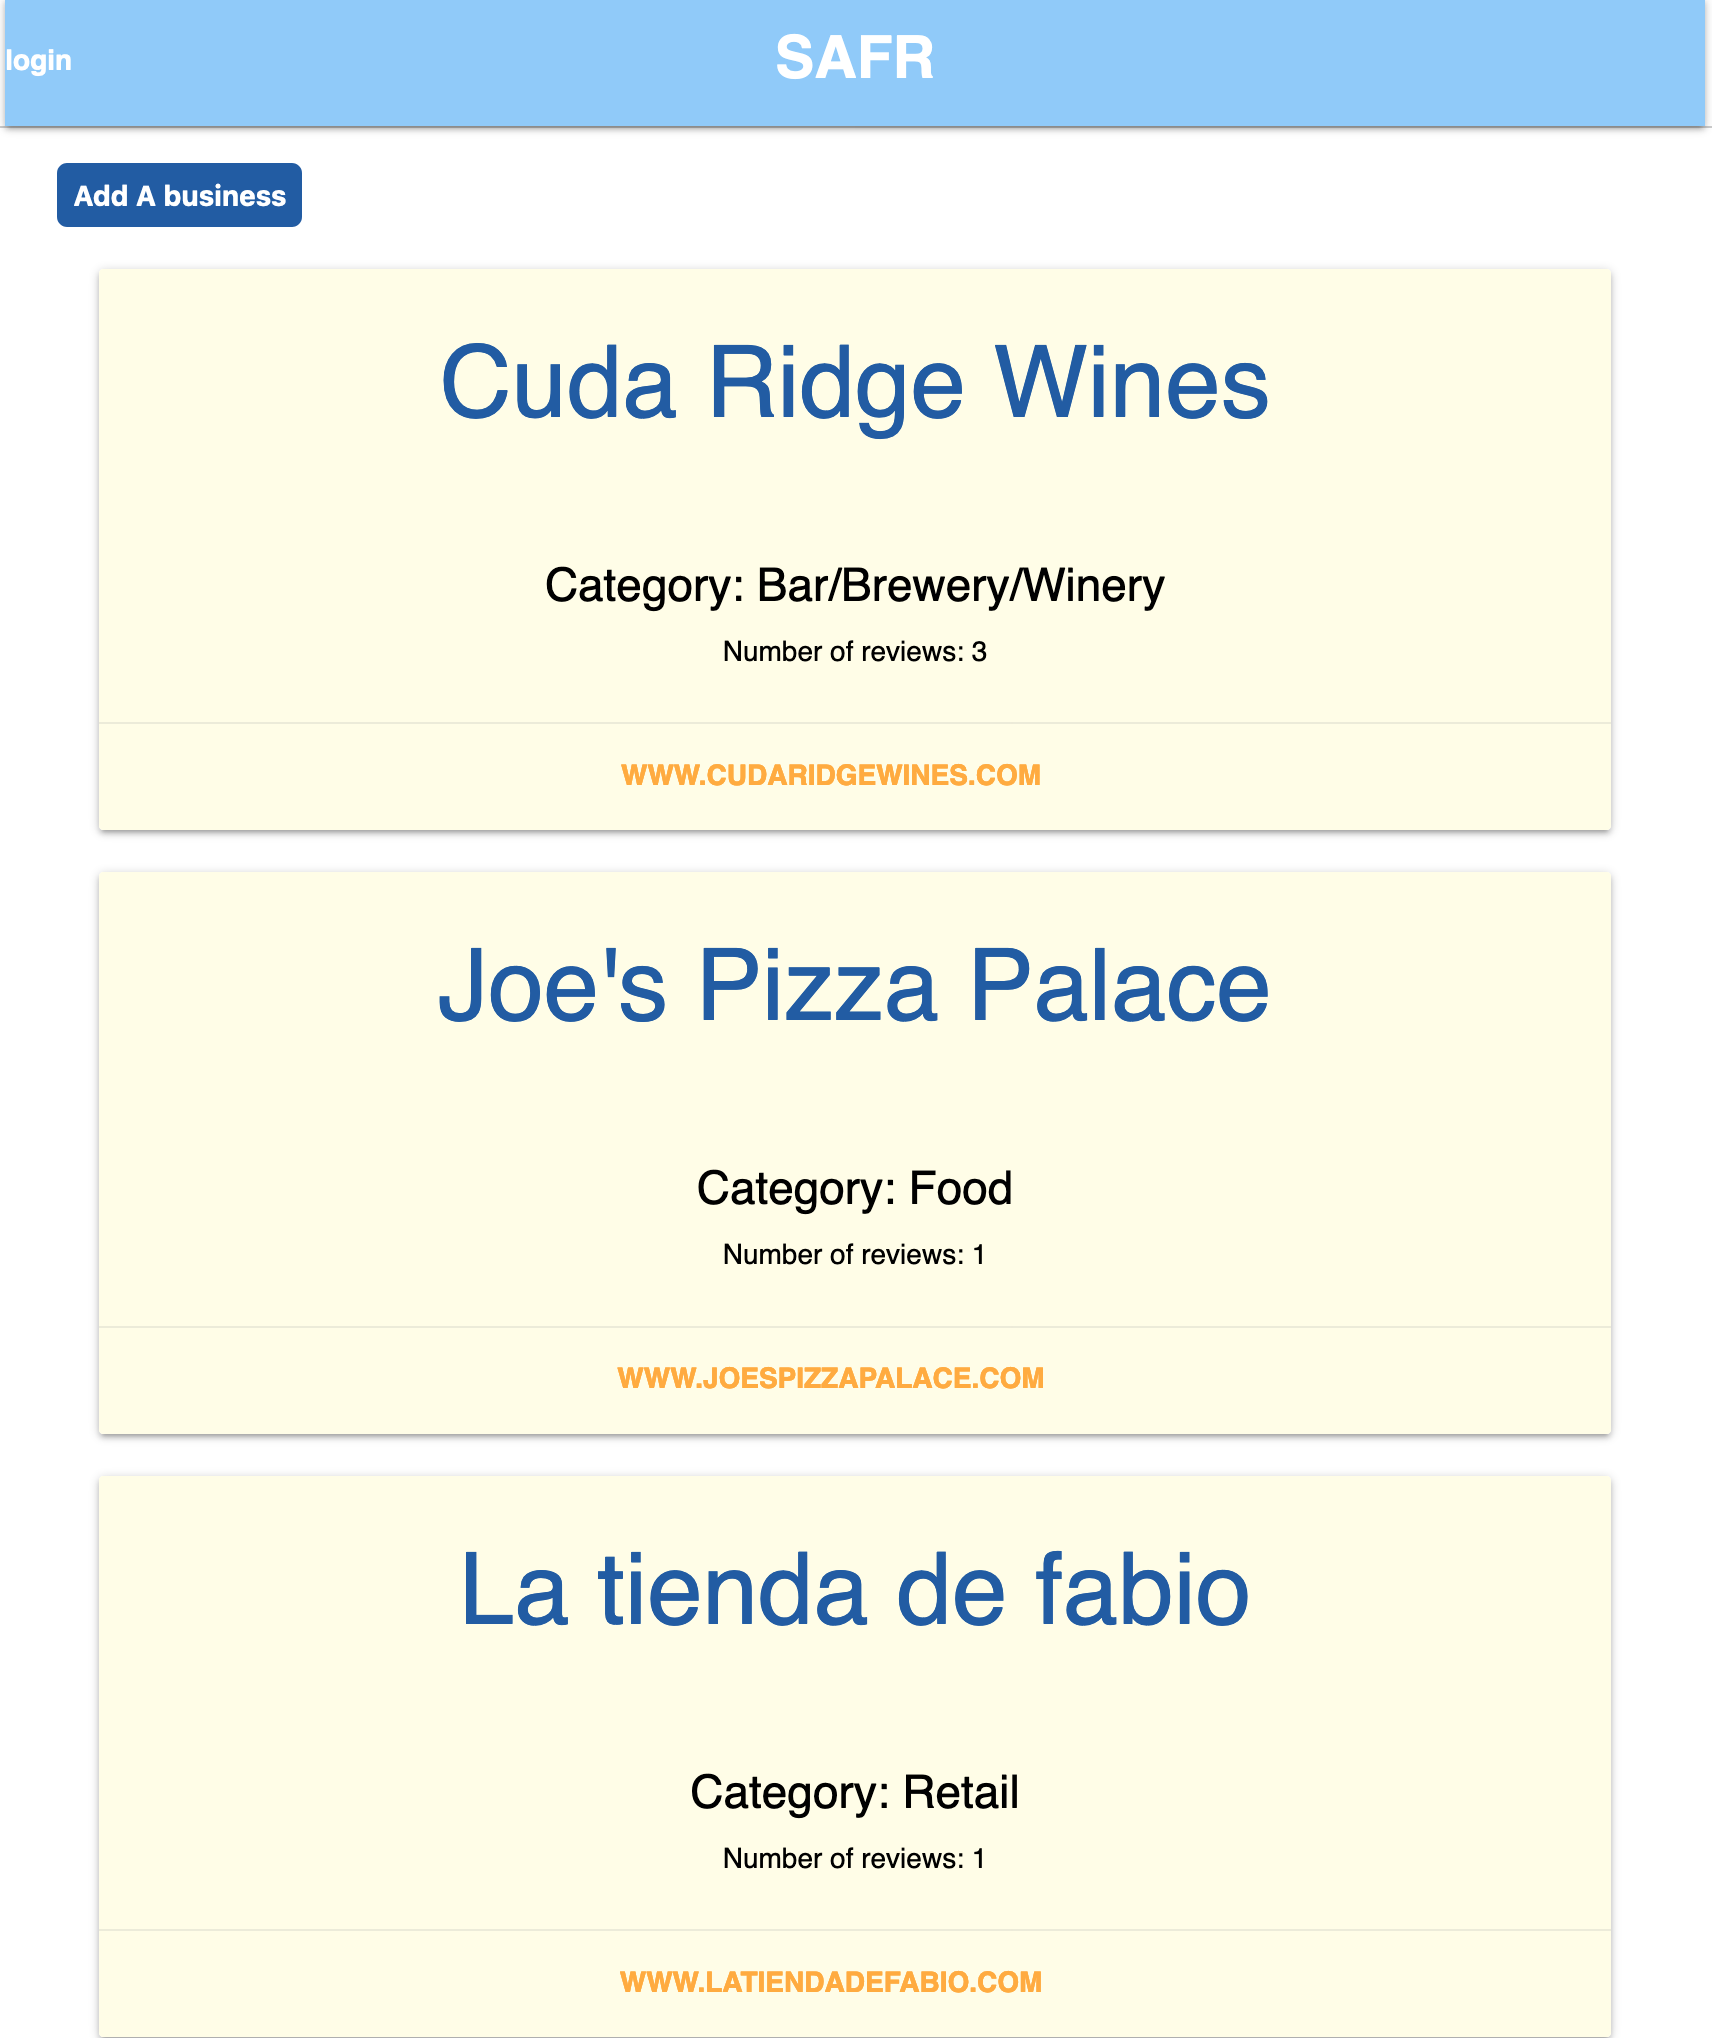 login
SAFR
Add A business
Cuda Ridge Wines
Category: Bar/Brewery/Winery
Number of reviews: 3
WWW.CUDARIDGEWINES.COM
Joe's Pizza Palace
Category: Food
Number of reviews: 1
WWW.JOESPIZZAPALACE.COM
La tienda de fabio
Category: Retail
Number of reviews: 1
WWW.LATIENDADEFABIO.COM